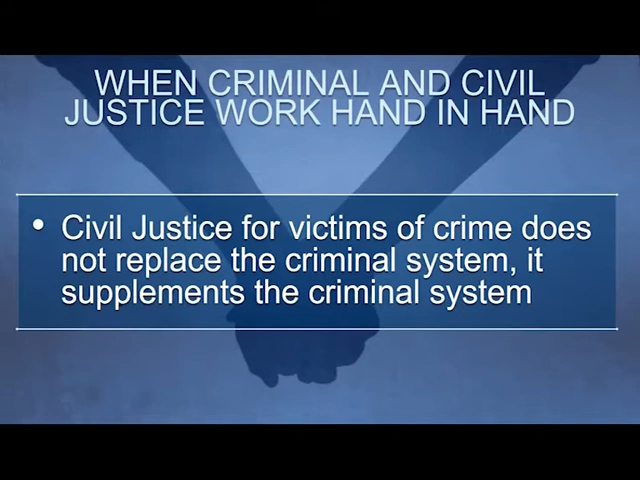 WHEN CRIMINAL AND CIVIL
JUSTICE WORK HAND IN HAND
• Civil Justice for victims of crime does
not replace the criminal system, it
supplements the criminal system